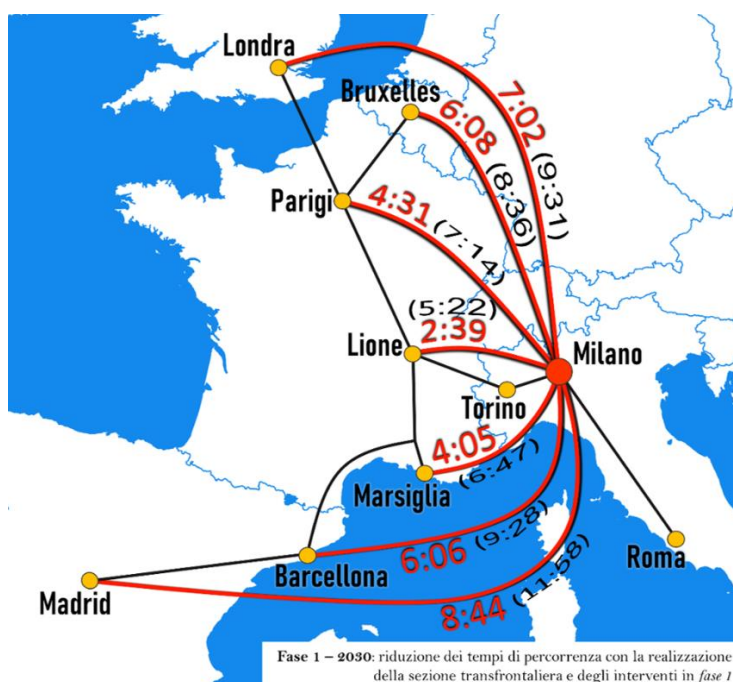 Londra
7:02
(9:31)
Bruxelles
6:08
(8:36)
Parigi
4:31
(7:14)
(5:22)
2:39
Lione
Milano
Torino
4:05
(6:47)
Marsiglia
6:06
(9:28)
Barcellona
Roma
Madrid
8:44
(11:58)
Fase 1 – 2030: riduzione dei tempi di percorrenza con la realizzazione
della sezione transfrontaliera e degli interventi in fase 1